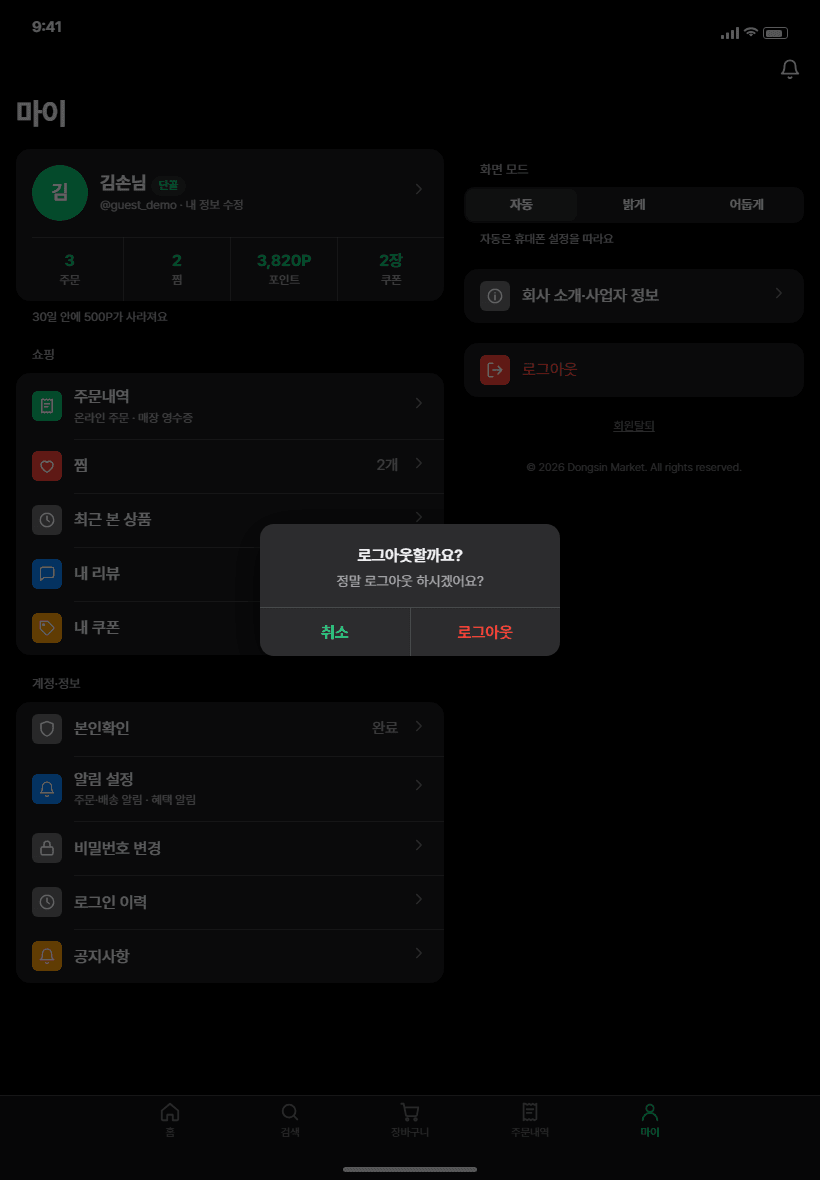 9:41
마이
김
김손님 단골
@guest_demo · 내 정보 수정
3
주문
2
찜
3,820P
포인트
2장
쿠폰
30일 안에 500P가 사라져요
쇼핑
주문내역
온라인 주문 · 매장 영수증
찜 2개
최근 본 상품
내 리뷰
내 쿠폰
계정·정보
본인확인 완료
알림 설정
주문·배송 알림 · 혜택 알림
비밀번호 변경
로그인 이력
공지사항
화면 모드
자동 밝게 어둡게
자동은 휴대폰 설정을 따라요
회사 소개·사업자 정보
로그아웃
회원탈퇴
© 2026 Dongsin Market. All rights reserved.
로그아웃할까요?
정말 로그아웃 하시겠어요?
취소 로그아웃
홈 검색 장바구니 주문내역 마이